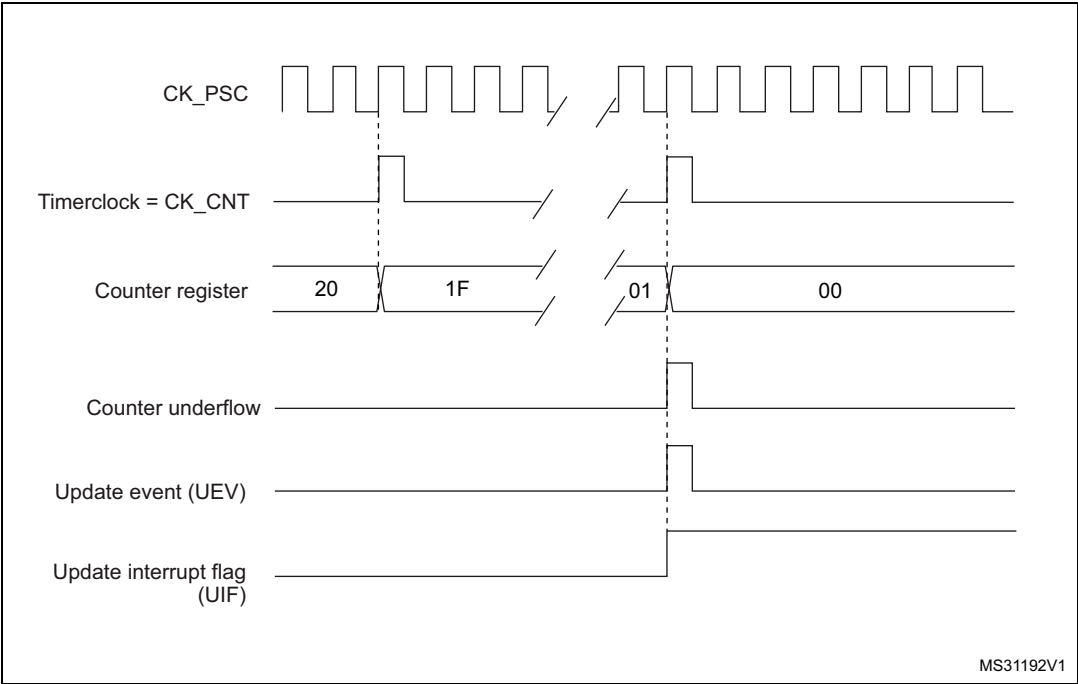 CK_PSC
Timerclock = CK_CNT
Counter register
20
1F
01
00
Counter underflow
Update event (UEV)
Update interrupt flag
(UIF)
MS31192V1